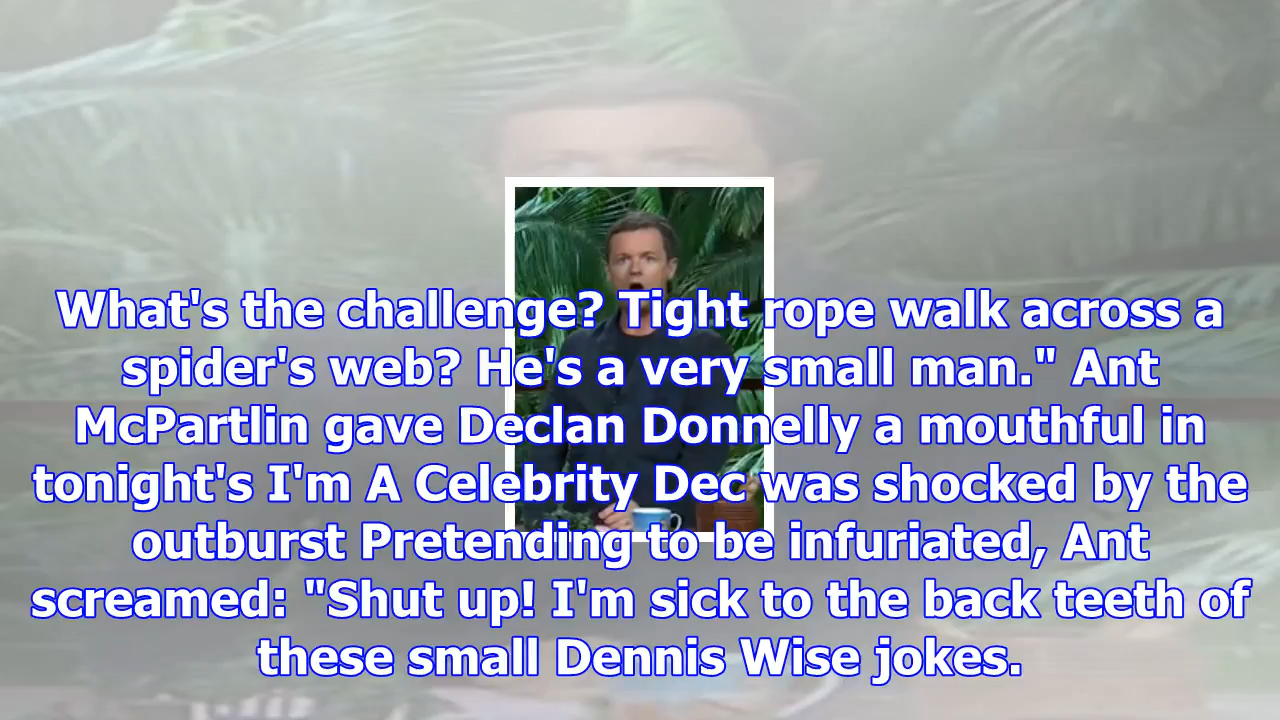 What's the challenge? Tight rope walk across a
spider's web? He's a very small man." Ant
McPartlin gave Declan Donnelly a mouthful in
tonight's I'm A Celebrity Dec was shocked by the
outburst Pretending to be infuriated, Ant
screamed: "Shut up! I'm sick to the back teeth of
these small Dennis Wise jokes.